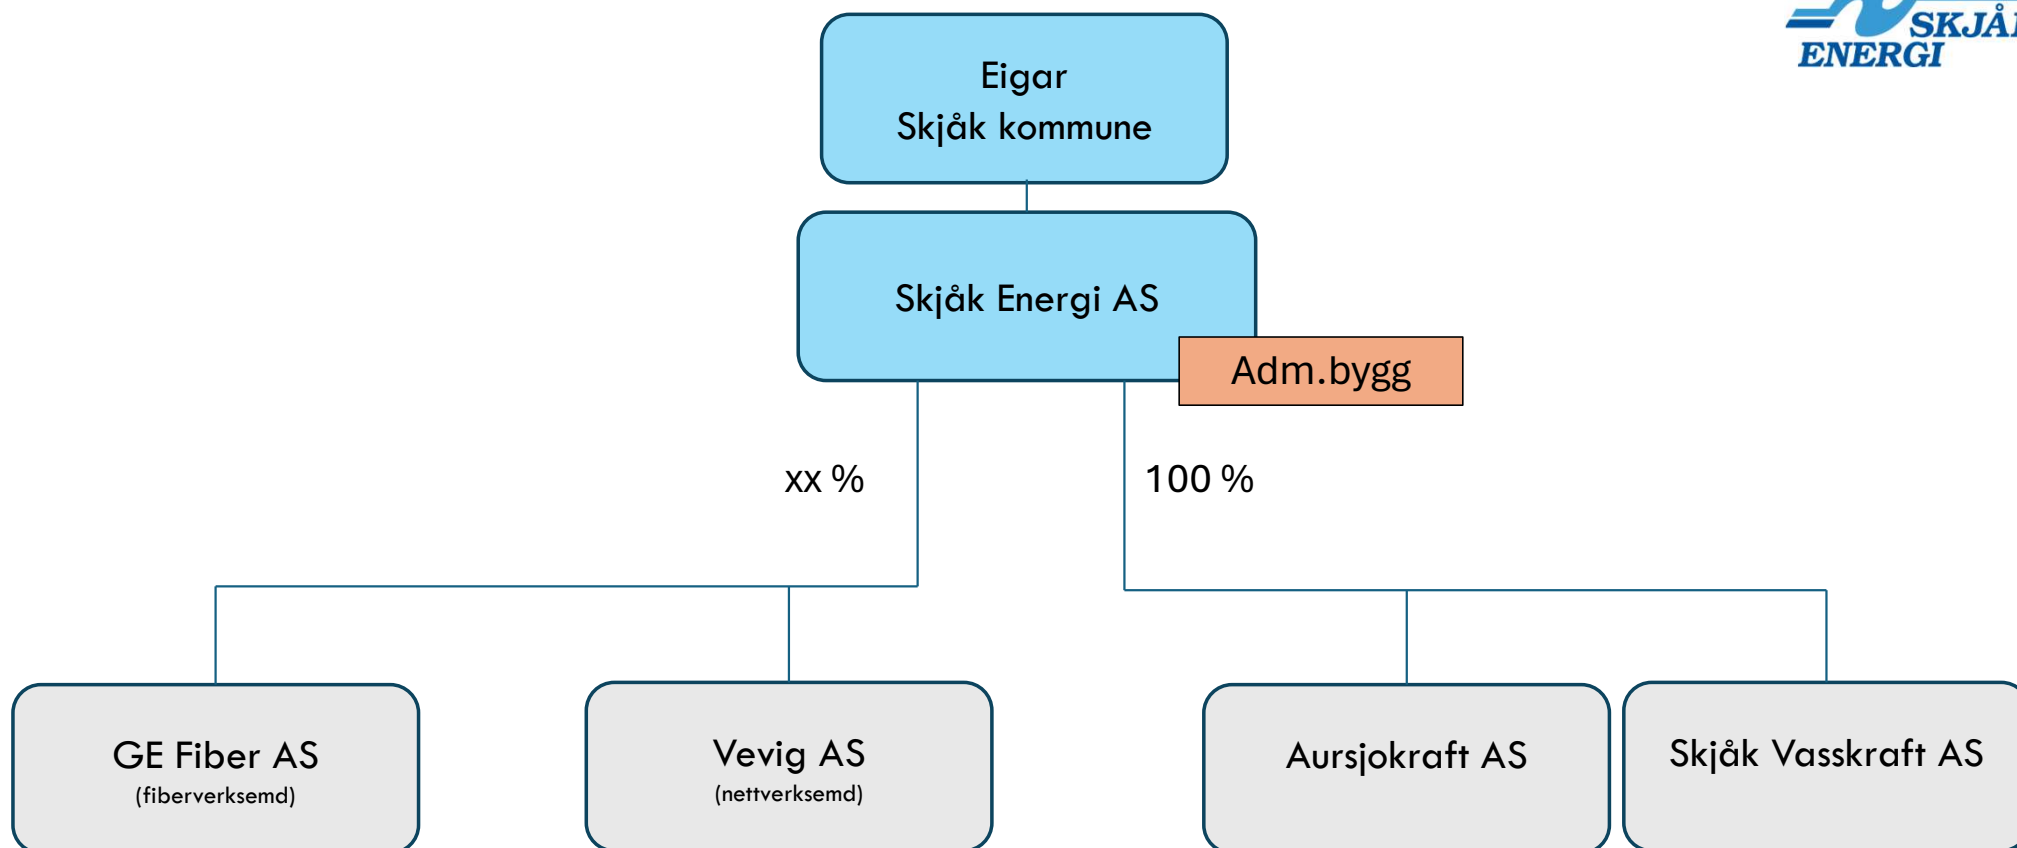 SKJÅK
ENERGI
Eigar
Skjåk kommune
Skjåk Energi AS
Adm.bygg
xx %
100 %
GE Fiber AS
(fiberverksemd)
Vevig AS
(nettverksemd)
Aursjokraft AS
Skjåk Vasskraft AS